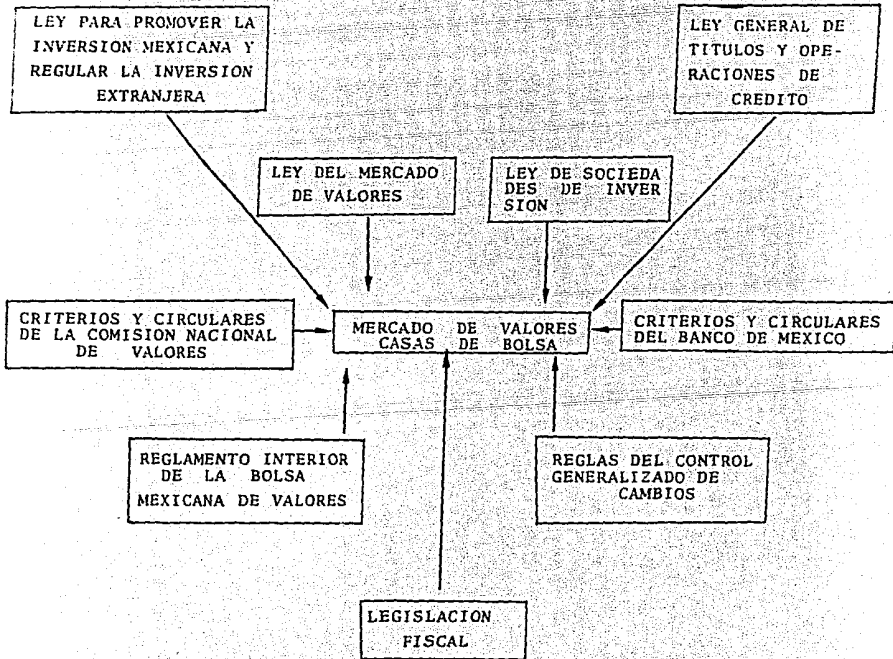 LEY PARA PROMOVER LA
INVERSION MEXICANA Y
REGULAR LA INVERSION
EXTRANJERA
LEY GENERAL DE
TITULOS Y OPE-
RACIONES DE
CREDITO
LEY DEL MERCADO
DE VALORES
LEY DE SOCIEDA
DES DE INVER
SION
CRITERIOS Y CIRCULARES
DE LA COMISION NACIONAL
DE VALORES
MERCADO DE VALORES
CASAS DE BOLSA
CRITERIOS Y CIRCULARES
DEL BANCO DE MEXICO
REGLAMENTO INTERIOR
DE LA BOLSA
MEXICANA DE VALORES
REGLAS DEL CONTROL
GENERALIZADO DE
CAMBIOS
LEGISLACION
FISCAL